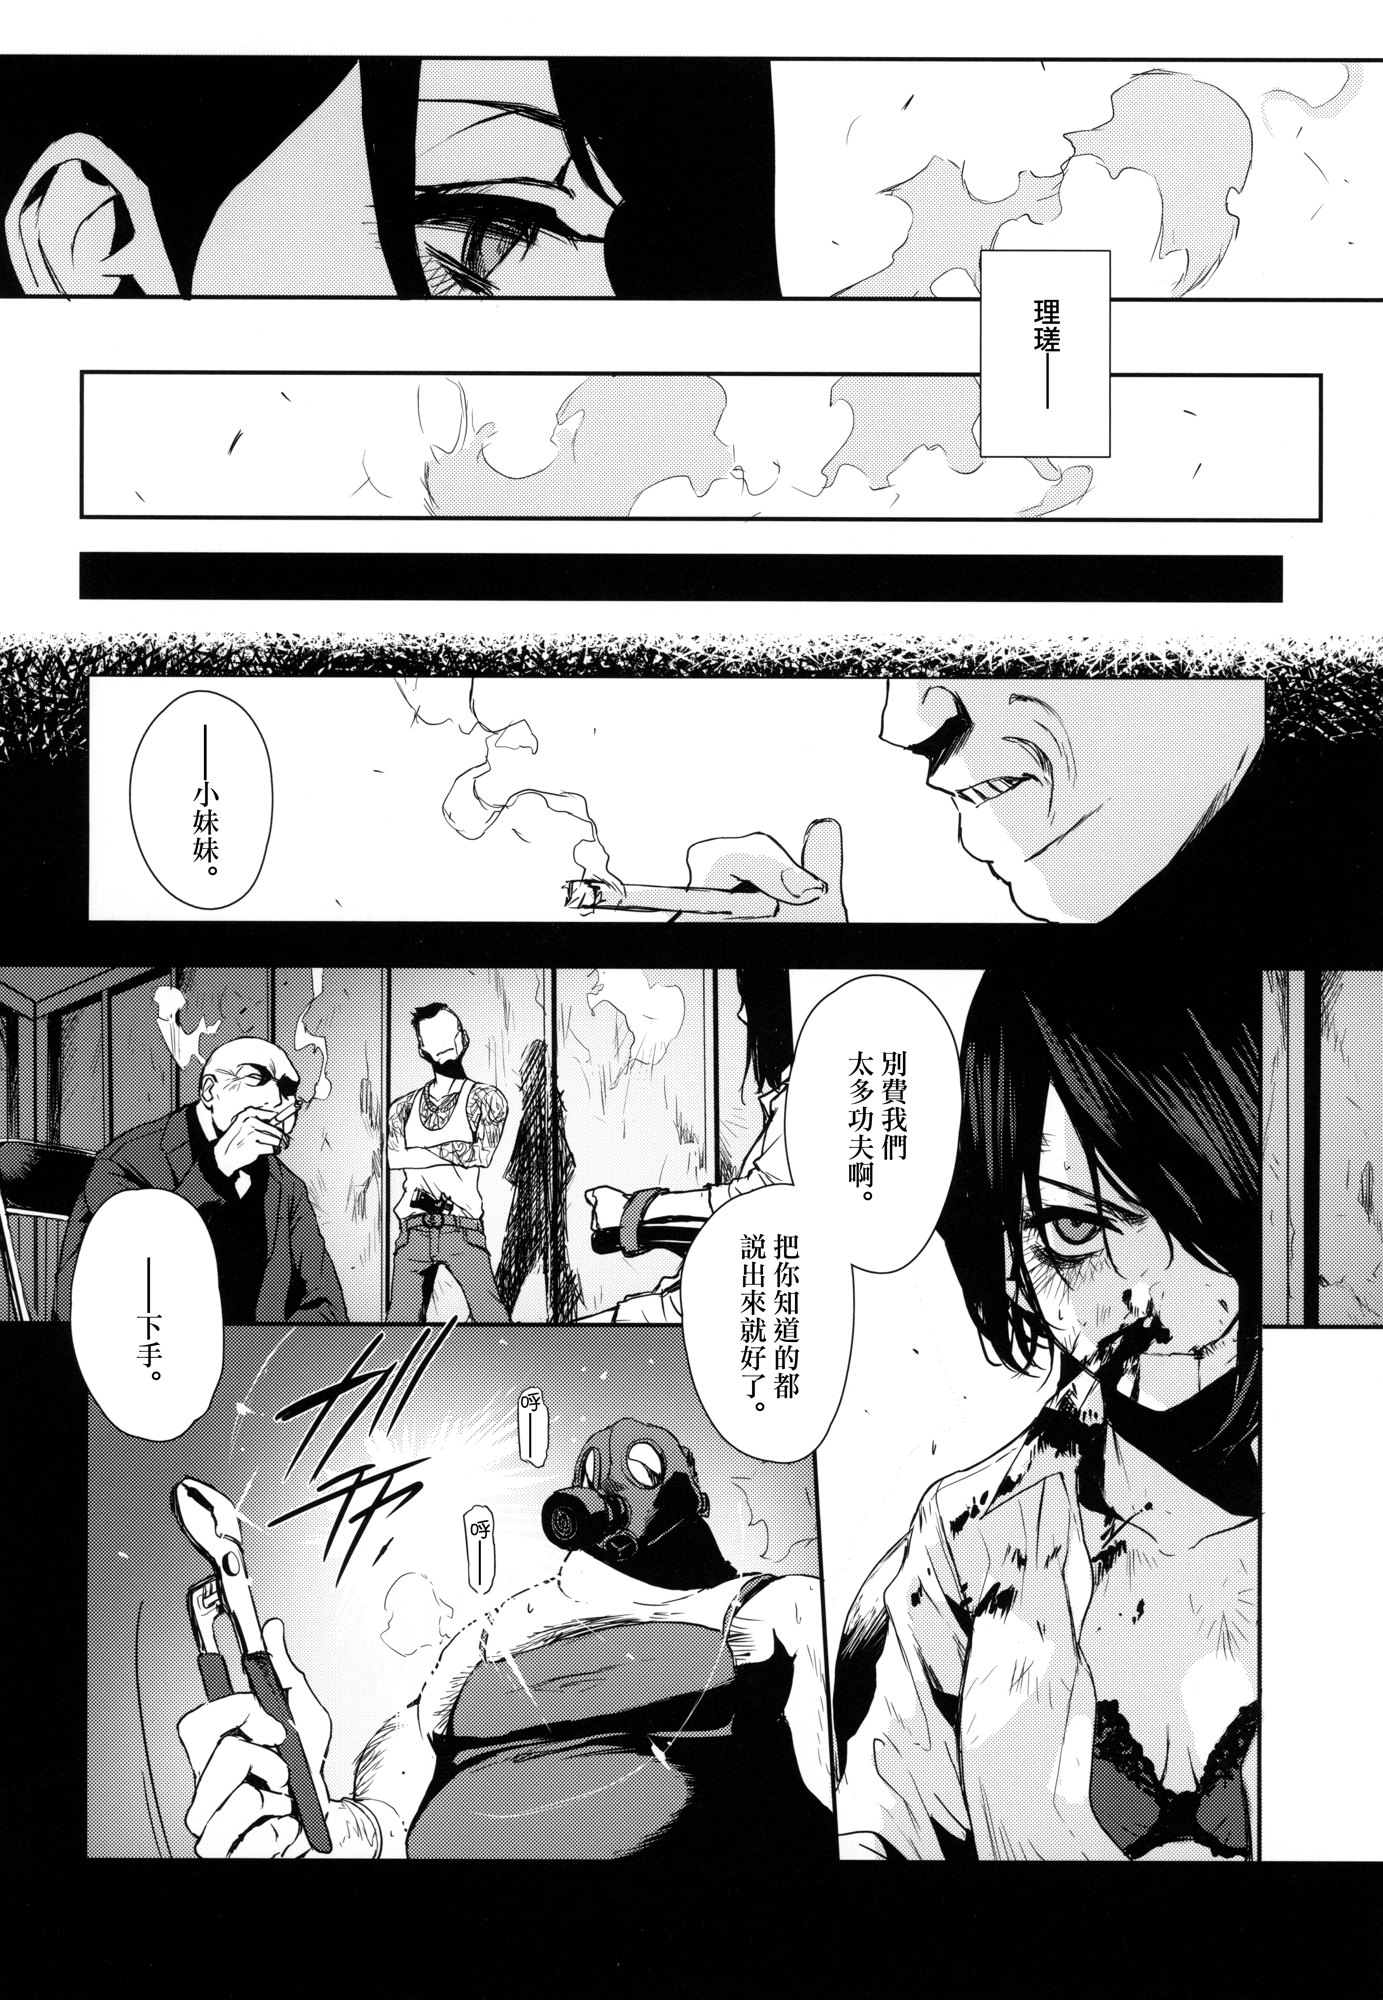 理瑳——
——小妹妹。
別費我們
太多功夫啊。
把你知道的都
説出來就好了。
——下手。
呼——
呼——